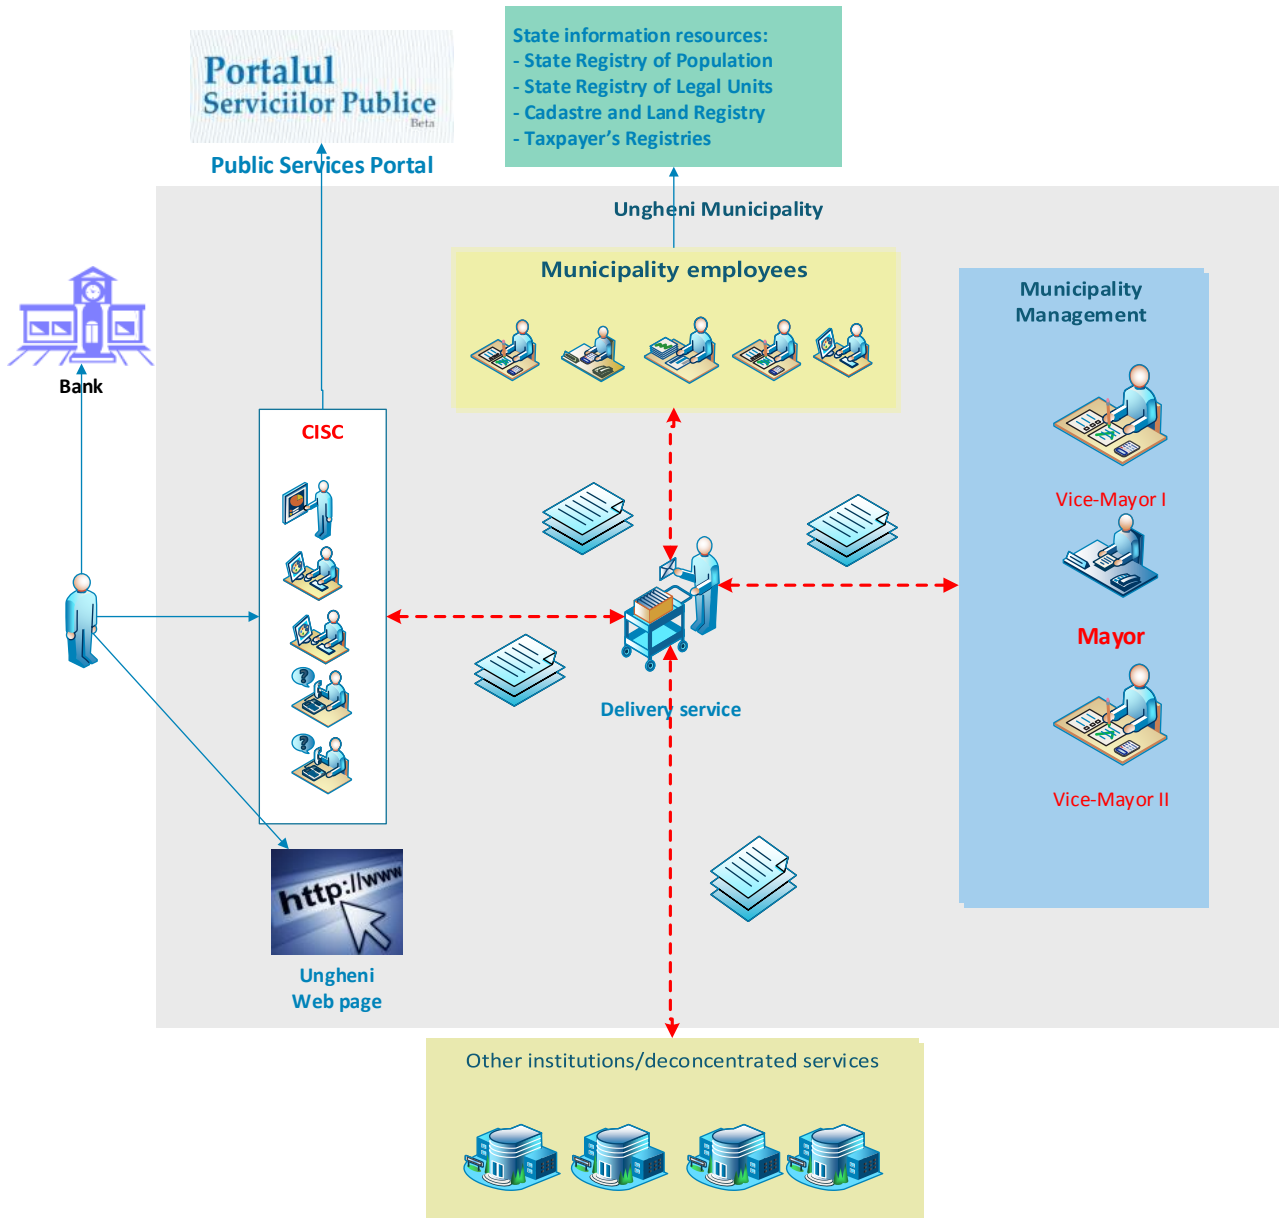 Portalul
Serviciilor Publice
Beta
Public Services Portal
State information resources:
- State Registry of Population
- State Registry of Legal Units
- Cadastre and Land Registry
- Taxpayer’s Registries
Ungheni Municipality
Municipality employees
Municipality
Management
Bank
CISC
Vice-Mayor I
?
?
Mayor
Delivery service
Vice-Mayor II
http://www
Ungheni
Web page
Other institutions/deconcentrated services